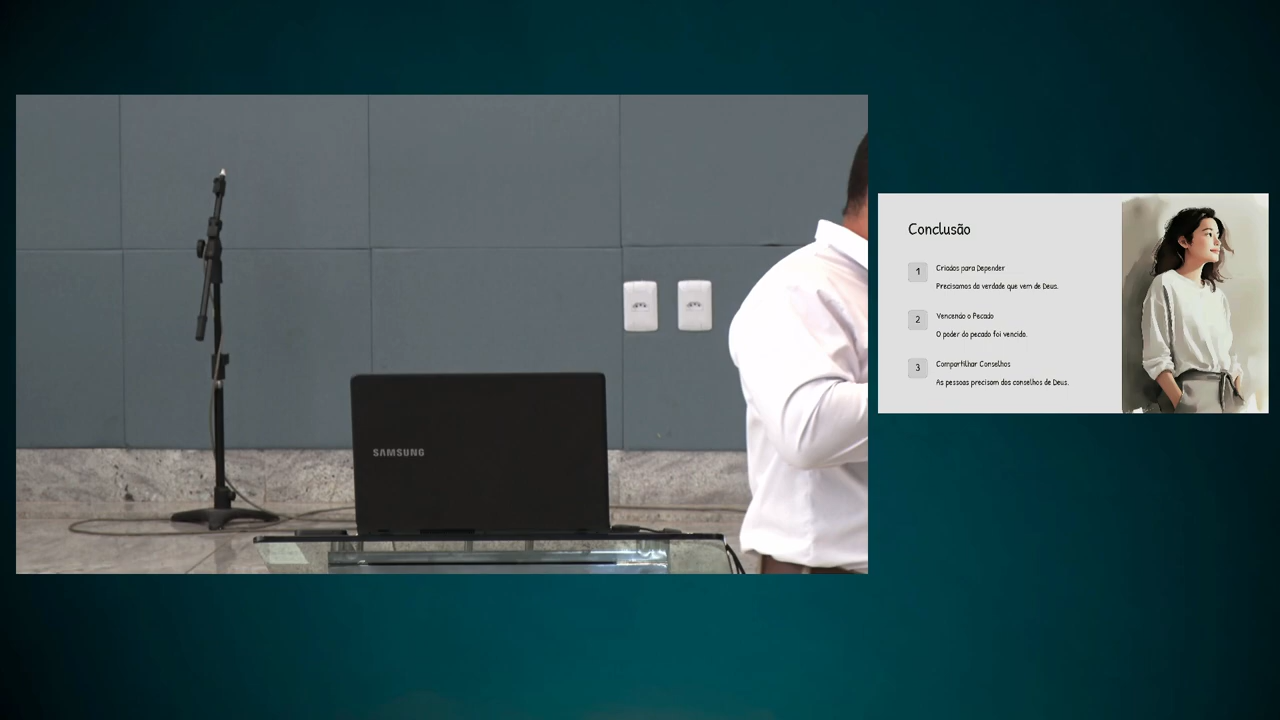 SAMSUNG
Conclusão
1
Criados para Depender
Precisamos da verdade que vem de Deus.
2
Vencendo o Pecado
O poder do pecado foi vencido.
3
Compartilhar Conselhos
As pessoas precisam dos conselhos de Deus.